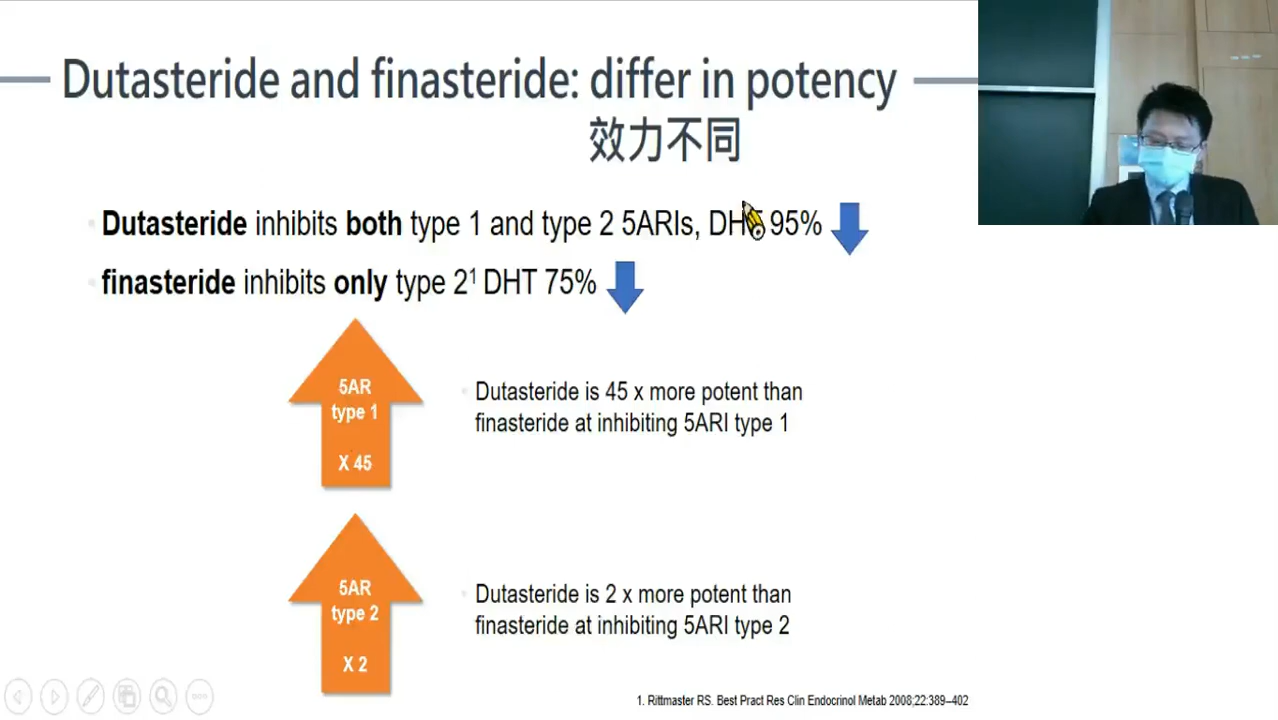 Dutasteride and finasteride: differ in potency
效力不同
Dutasteride inhibits both type 1 and type 2 5ARIs, DHT 95%
finasteride inhibits only type 2¹ DHT 75%
5AR
type 1
X 45
Dutasteride is 45 x more potent than
finasteride at inhibiting 5ARI type 1
5AR
type 2
X 2
Dutasteride is 2 x more potent than
finasteride at inhibiting 5ARI type 2
1. Rittmaster RS. Best Pract Res Clin Endocrinol Metab 2008;22:389–402